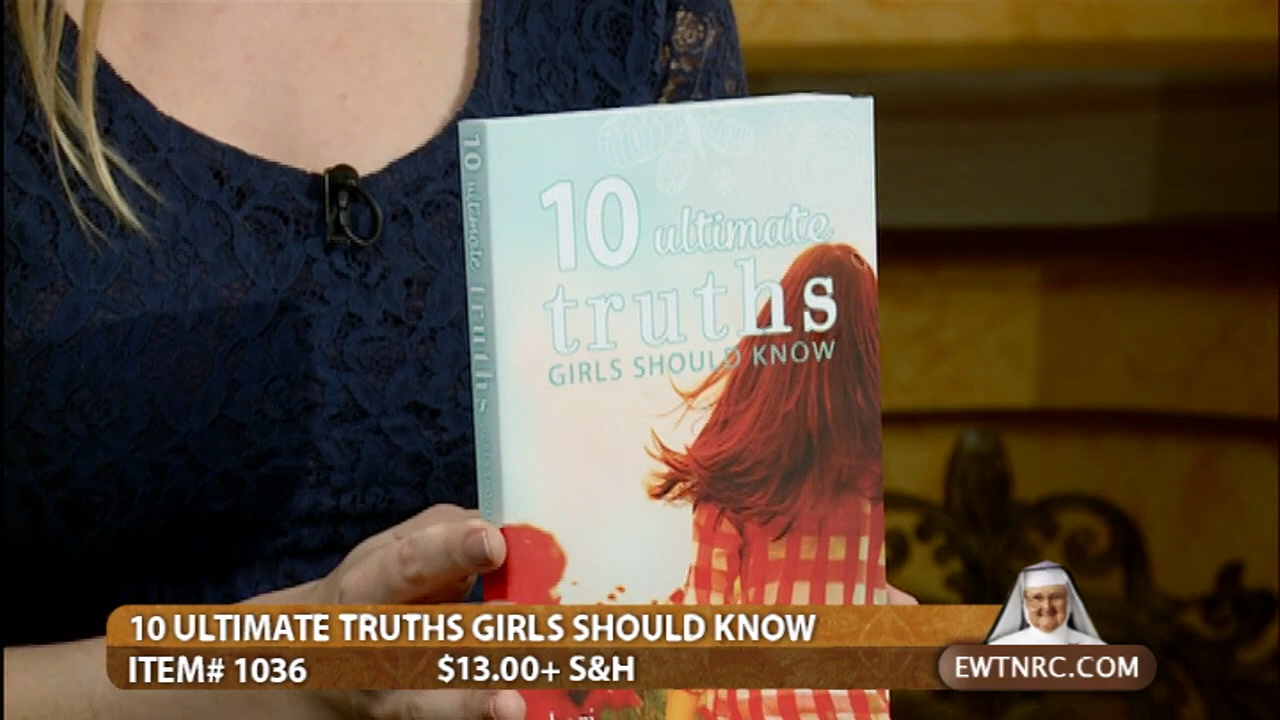 10 ultimate truths
10 ultimate
truths
GIRLS SHOULD KNOW
10 ULTIMATE TRUTHS GIRLS SHOULD KNOW
ITEM# 1036
$13.00+ S&H
EWTNRC.COM